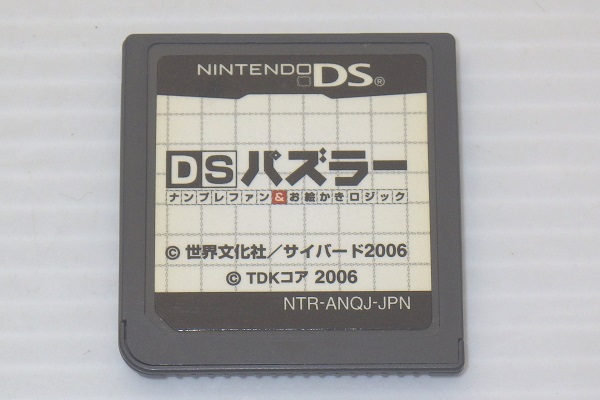 NINTENDO DS®
DSパズラー
ナンプレファン&お絵かきロジック
© 世界文化社／サイバード2006
© TDKコア 2006
NTR-ANQJ-JPN